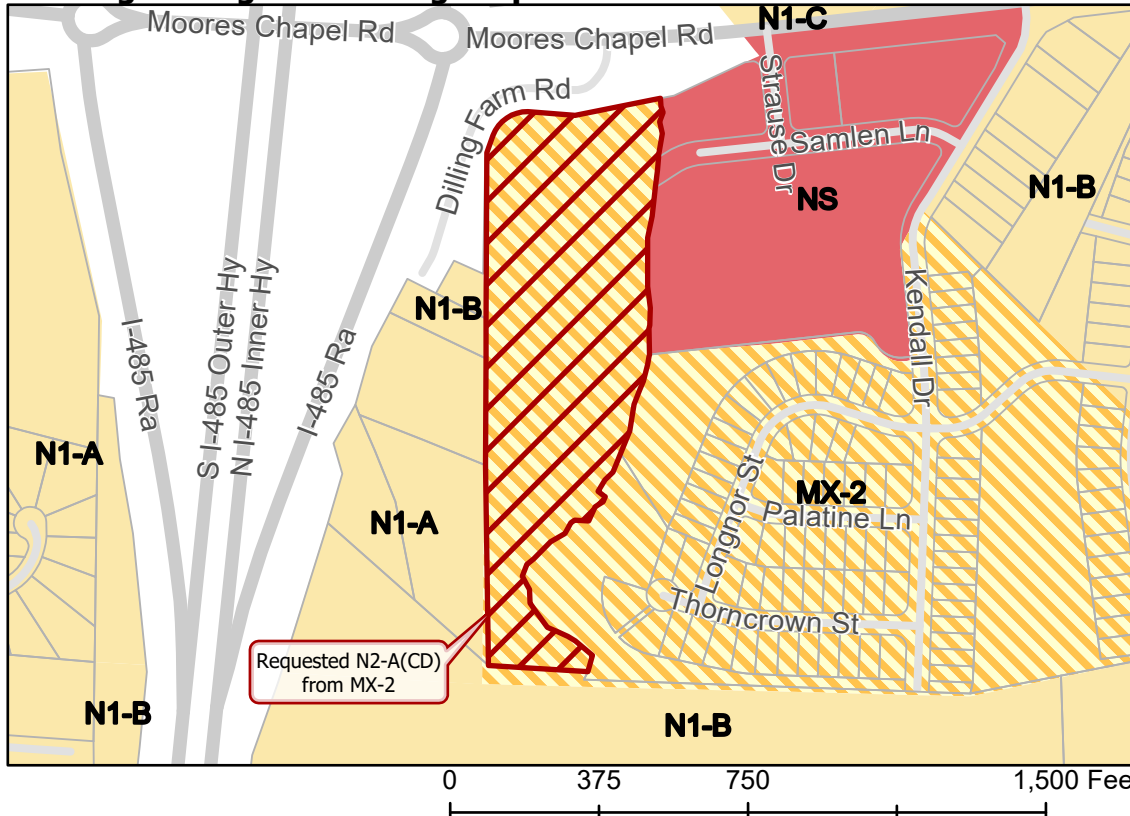 N1-C
Moores Chapel Rd
Moores Chapel Rd
Dilling Farm Rd
Strause Dr
Samlen Ln
NS
N1-B
N1-B
Kendall Dr
I-485 Ra
S I-485 Outer Hy
N I-485 Inner Hy
I-485 Ra
N1-A
N1-A
MX-2
Longnor St
Palatine Ln
Thorncrown St
Requested N2-A(CD)
from MX-2
N1-B
N1-B
0 375 750 1,500 Fee